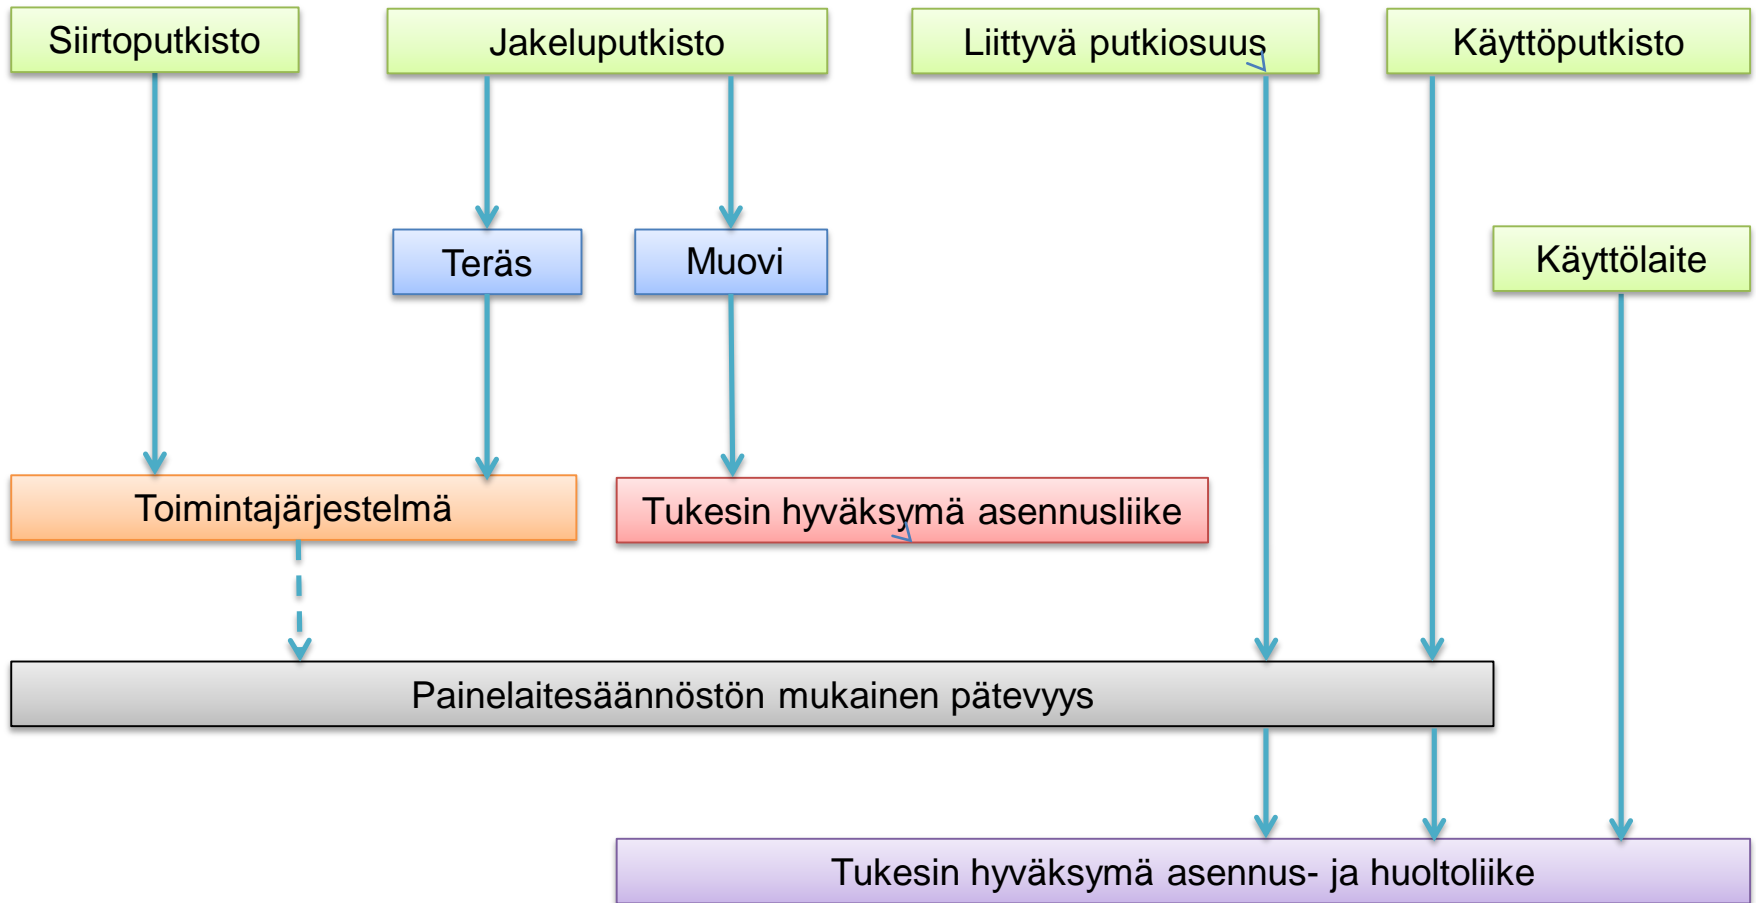 Siirtoputkisto
Jakeluputkisto
Liittyvä putkiosuus
Käyttöputkisto
Teräs
Muovi
Käyttölaite
Toimintajärjestelmä
Tukesin hyväksymä asennusliike
Painelaitesäännöstön mukainen pätevyys
Tukesin hyväksymä asennus- ja huoltoliike